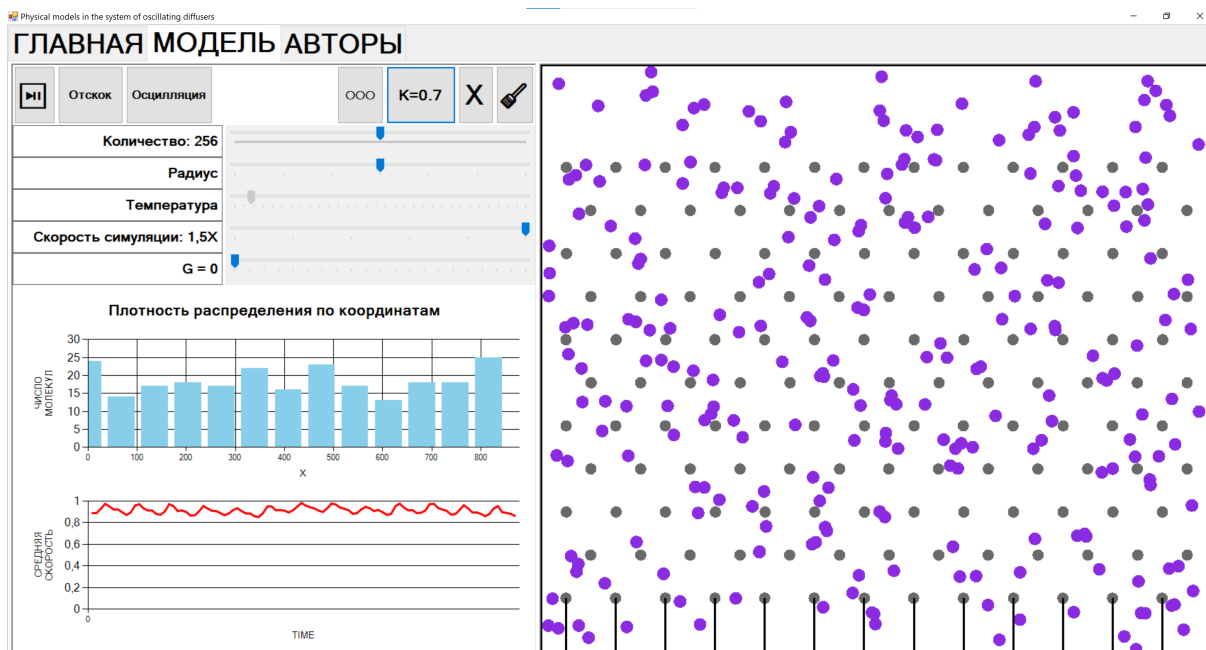 Physical models in the system of oscillating diffusers
ГЛАВНАЯ МОДЕЛЬ АВТОРЫ
Отскок Осцилляция ООО K=0.7 X
Количество: 256
Радиус
Температура
Скорость симуляции: 1,5X
G = 0
Плотность распределения по координатам
ЧИСЛО
МОЛЕКУЛ
30
25
20
15
10
5
0
0 100 200 300 400 500 600 700 800
X
СРЕДНЯЯ
СКОРОСТЬ
1
0,8
0,6
0,4
0,2
0
0
TIME